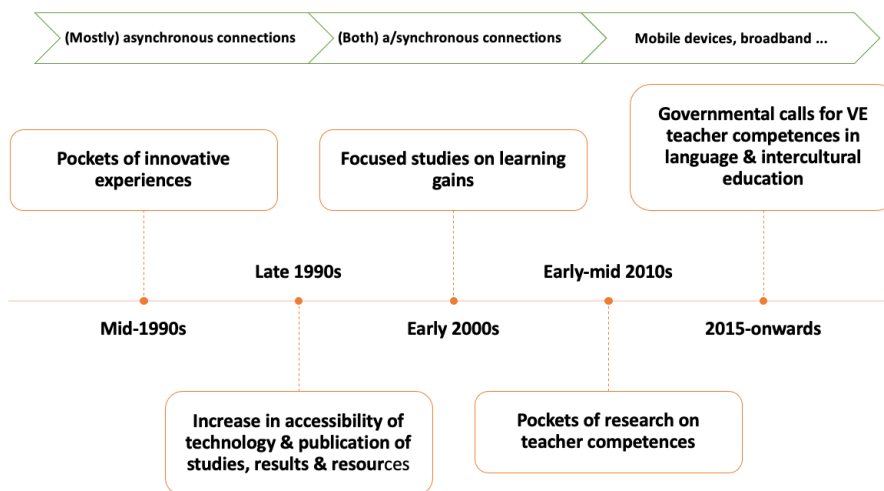 (Mostly) asynchronous connections
(Both) a/synchronous connections
Mobile devices, broadband ...
Pockets of innovative
experiences
Focused studies on learning
gains
Governmental calls for VE
teacher competences in
language & intercultural
education
Late 1990s
Early-mid 2010s
Mid-1990s
Early 2000s
2015-onwards
Increase in accessibility of
technology & publication of
studies, results & resources
Pockets of research on
teacher competences